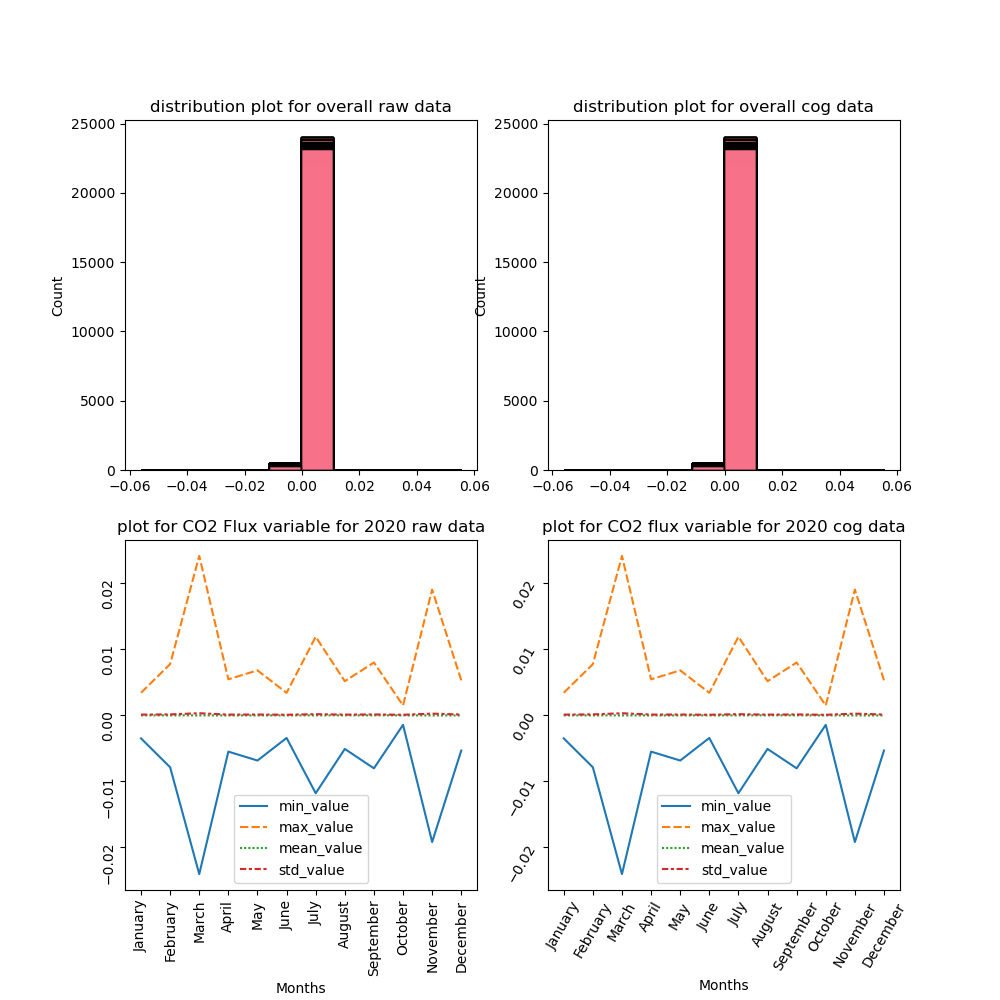 distribution plot for overall raw data
25000
20000
15000
10000
5000
0
Count
−0.06 −0.04 −0.02 0.00 0.02 0.04 0.06
distribution plot for overall cog data
25000
20000
15000
10000
5000
0
Count
−0.06 −0.04 −0.02 0.00 0.02 0.04 0.06
plot for CO2 Flux variable for 2020 raw data
0.02
0.01
0.00
−0.01
−0.02
min_value
max_value
mean_value
std_value
January February March April May June July August September October November December
Months
plot for CO2 flux variable for 2020 cog data
0.02
0.01
0.00
−0.01
−0.02
min_value
max_value
mean_value
std_value
January February March April May June July August September October November December
Months